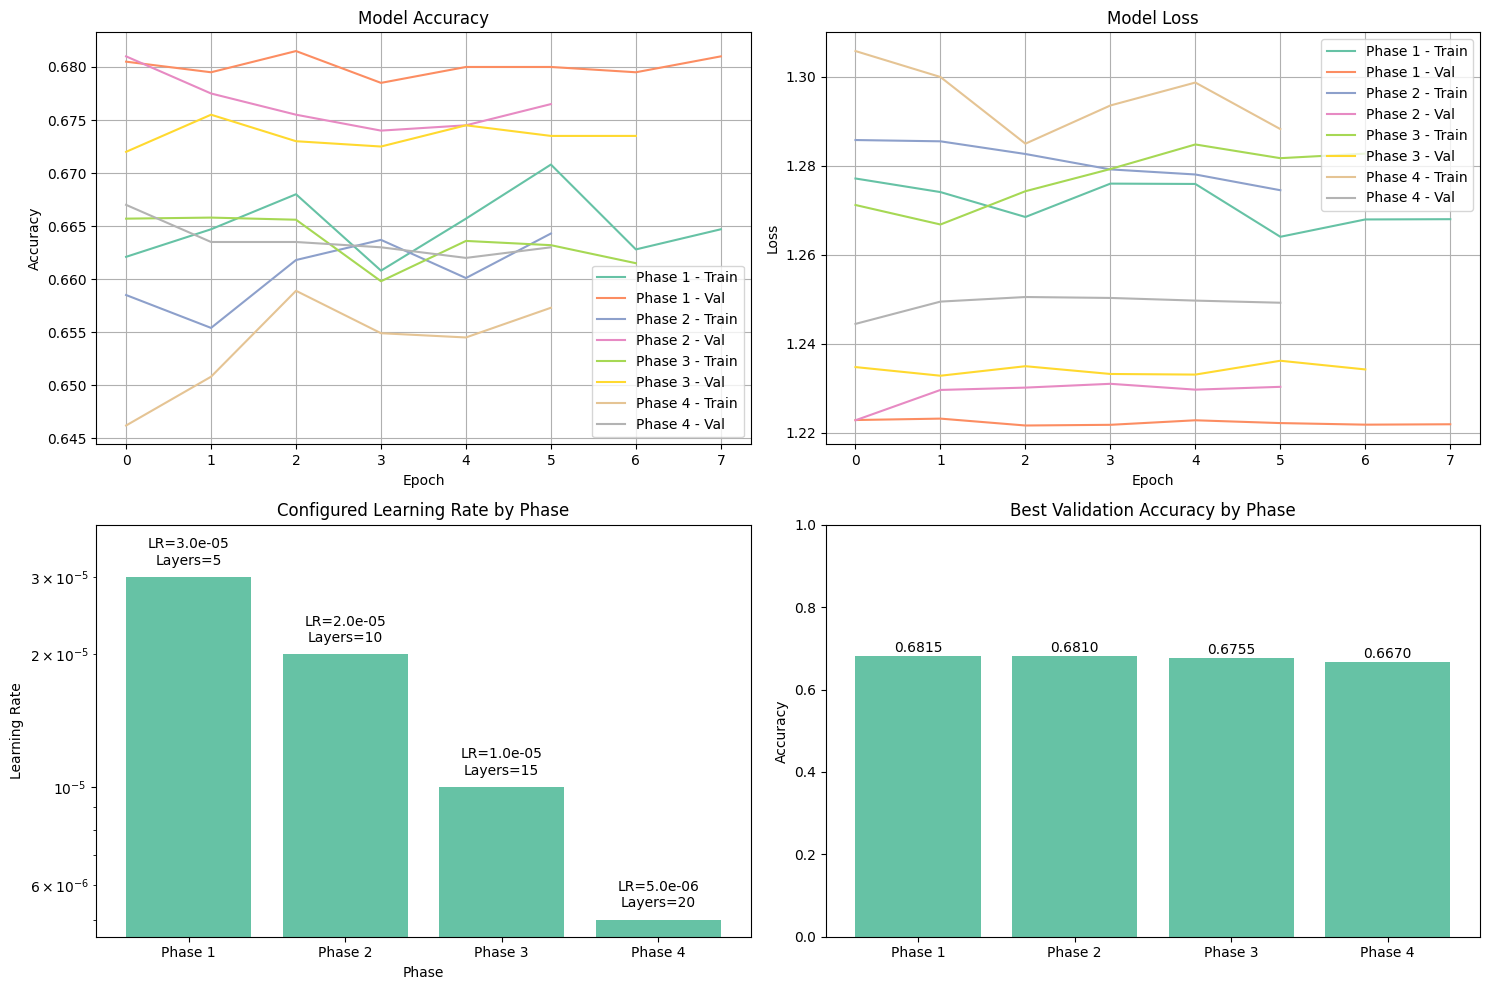 Model Accuracy
Accuracy
0.680
0.675
0.670
0.665
0.660
0.655
0.650
0.645
0 1 2 3 4 5 6 7
Epoch
Phase 1 - Train
Phase 1 - Val
Phase 2 - Train
Phase 2 - Val
Phase 3 - Train
Phase 3 - Val
Phase 4 - Train
Phase 4 - Val
Model Loss
Loss
1.30
1.28
1.26
1.24
1.22
0 1 2 3 4 5 6 7
Epoch
Phase 1 - Train
Phase 1 - Val
Phase 2 - Train
Phase 2 - Val
Phase 3 - Train
Phase 3 - Val
Phase 4 - Train
Phase 4 - Val
Configured Learning Rate by Phase
Learning Rate
3 × 10⁻⁵
2 × 10⁻⁵
10⁻⁵
6 × 10⁻⁶
LR=3.0e-05
Layers=5
LR=2.0e-05
Layers=10
LR=1.0e-05
Layers=15
LR=5.0e-06
Layers=20
Phase 1 Phase 2 Phase 3 Phase 4
Phase
Best Validation Accuracy by Phase
Accuracy
1.0
0.8
0.6
0.4
0.2
0.0
0.6815 0.6810 0.6755 0.6670
Phase 1 Phase 2 Phase 3 Phase 4